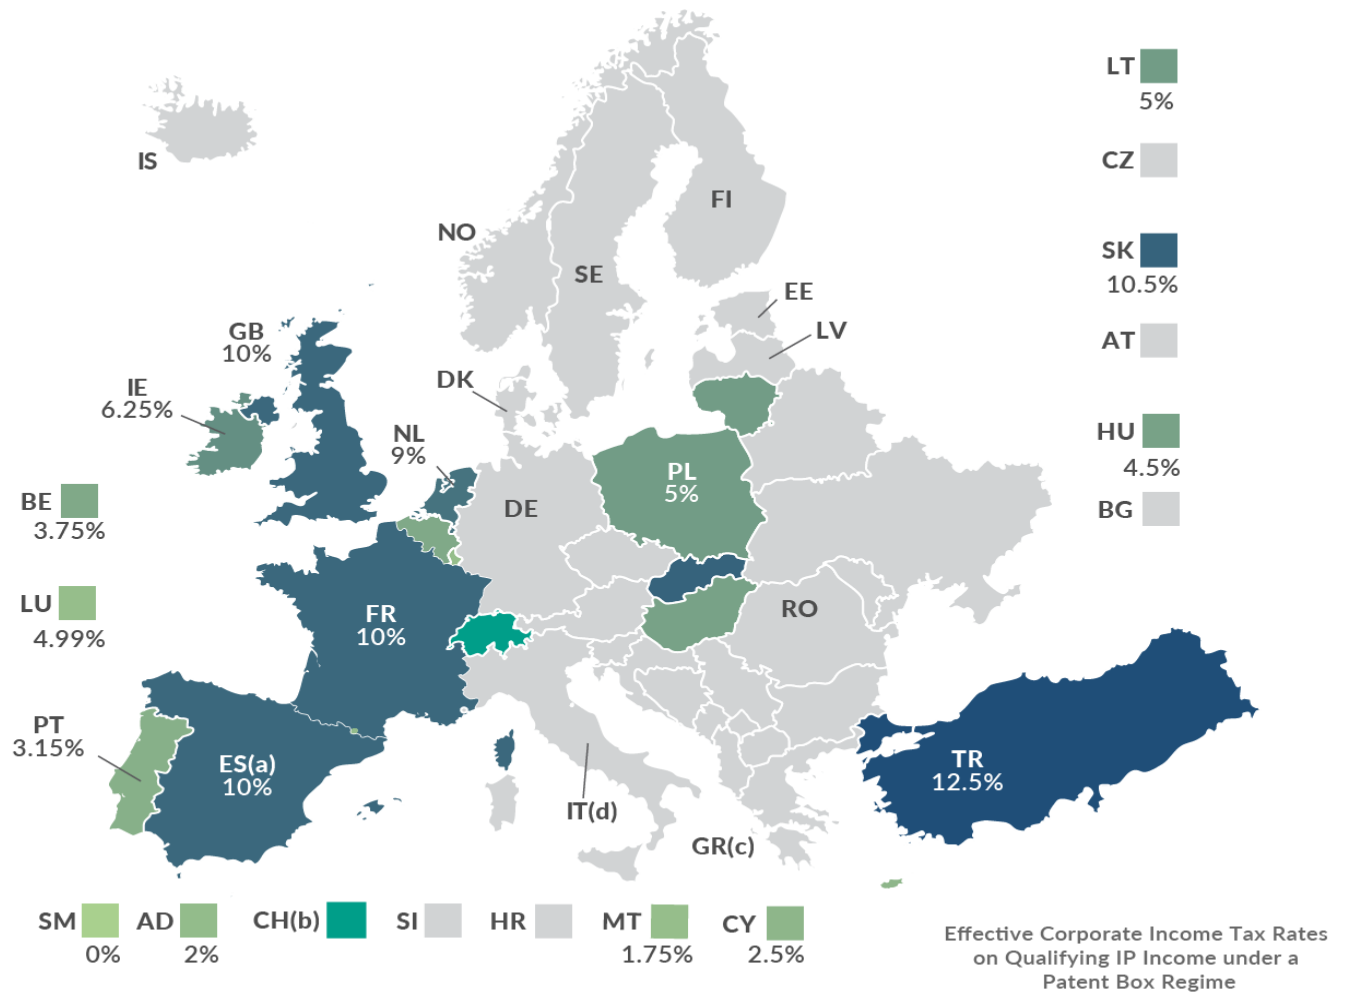 LT
5%
CZ
SK
10.5%
AT
HU
4.5%
BG
IS
NO
FI
SE
EE
LV
GB
10%
IE
6.25%
DK
NL
9%
PL
5%
DE
BE
3.75%
LU
4.99%
FR
10%
RO
PT
3.15%
ES(a)
10%
TR
12.5%
IT(d)
GR(c)
SM
0%
AD
2%
CH(b)
SI
HR
MT
1.75%
CY
2.5%
Effective Corporate Income Tax Rates
on Qualifying IP Income under a
Patent Box Regime